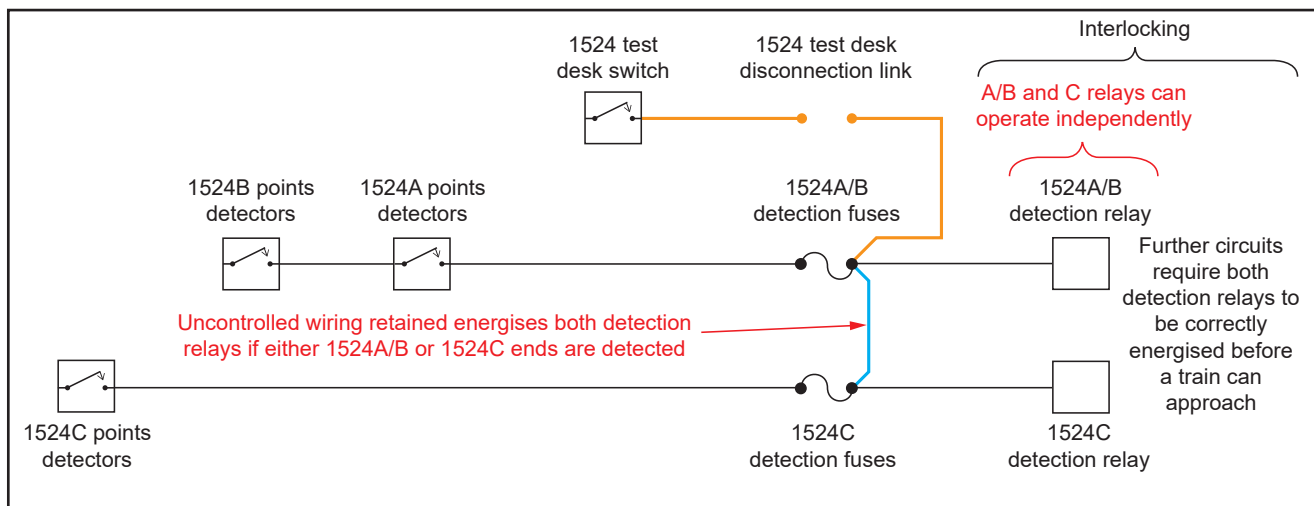 Interlocking
1524 test
desk switch
1524 test desk
disconnection link
A/B and C relays can
operate independently
1524B points
detectors
1524A points
detectors
1524A/B
detection fuses
1524A/B
detection relay
Further circuits
require both
detection relays to
be correctly
energised before
a train can
approach
Uncontrolled wiring retained energises both detection
relays if either 1524A/B or 1524C ends are detected
1524C points
detectors
1524C
detection fuses
1524C
detection relay